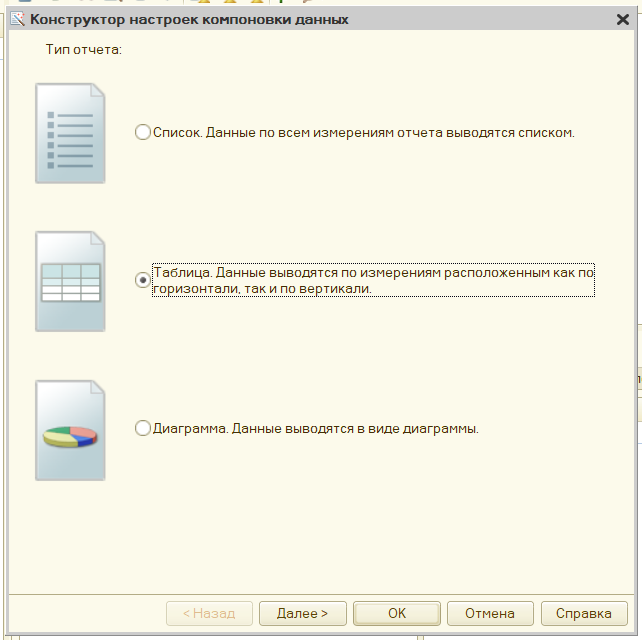 Конструктор настроек компоновки данных
Тип отчета:
Список. Данные по всем измерениям отчета выводятся списком.
Таблица. Данные выводятся по измерениям расположенным как по
горизонтали, так и по вертикали.
Диаграмма. Данные выводятся в виде диаграммы.
< Назад Далее > OK Отмена Справка